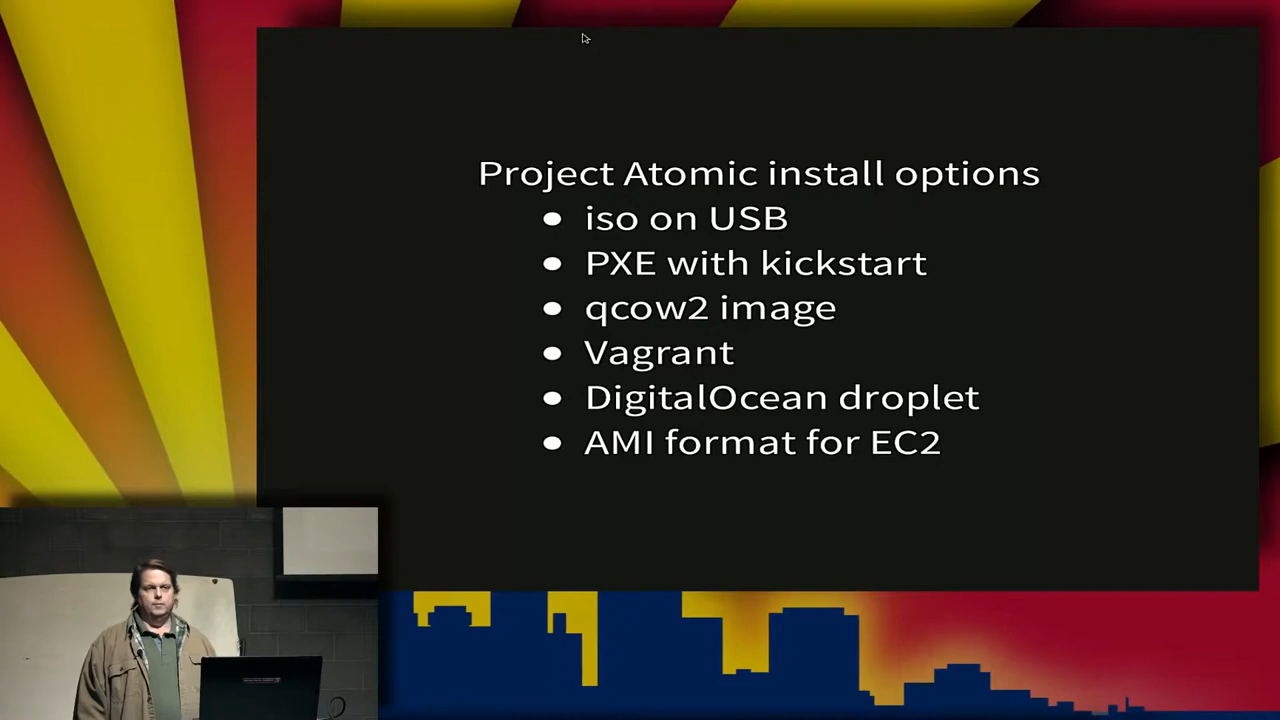 Project Atomic install options
● iso on USB
● PXE with kickstart
● qcow2 image
● Vagrant
● DigitalOcean droplet
● AMI format for EC2